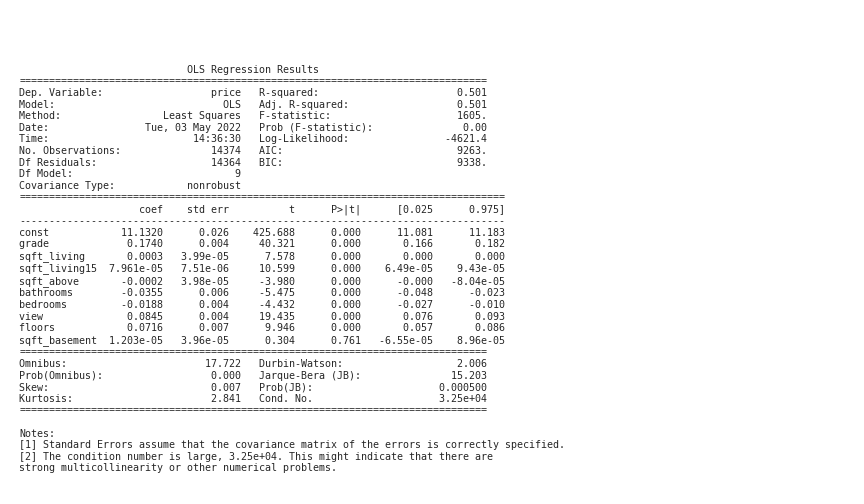 OLS Regression Results
==============================================================================
Dep. Variable:                  price   R-squared:                       0.501
Model:                            OLS   Adj. R-squared:                  0.501
Method:                 Least Squares   F-statistic:                     1605.
Date:                Tue, 03 May 2022   Prob (F-statistic):               0.00
Time:                        14:36:30   Log-Likelihood:                -4621.4
No. Observations:               14374   AIC:                             9263.
Df Residuals:                   14364   BIC:                             9338.
Df Model:                           9
Covariance Type:            nonrobust
=================================================================================
                    coef    std err          t      P>|t|      [0.025      0.975]
---------------------------------------------------------------------------------
const            11.1320      0.026    425.688      0.000      11.081      11.183
grade             0.1740      0.004     40.321      0.000       0.166       0.182
sqft_living       0.0003   3.99e-05      7.578      0.000       0.000       0.000
sqft_living15  7.961e-05   7.51e-06     10.599      0.000    6.49e-05    9.43e-05
sqft_above       -0.0002   3.98e-05     -3.980      0.000      -0.000   -8.04e-05
bathrooms        -0.0355      0.006     -5.475      0.000      -0.048      -0.023
bedrooms         -0.0188      0.004     -4.432      0.000      -0.027      -0.010
view              0.0845      0.004     19.435      0.000       0.076       0.093
floors            0.0716      0.007      9.946      0.000       0.057       0.086
sqft_basement  1.203e-05   3.96e-05      0.304      0.761   -6.55e-05    8.96e-05
==============================================================================
Omnibus:                       17.722   Durbin-Watson:                   2.006
Prob(Omnibus):                  0.000   Jarque-Bera (JB):               15.203
Skew:                           0.007   Prob(JB):                     0.000500
Kurtosis:                       2.841   Cond. No.                     3.25e+04
==============================================================================
Notes:
[1] Standard Errors assume that the covariance matrix of the errors is correctly specified.
[2] The condition number is large, 3.25e+04. This might indicate that there are
strong multicollinearity or other numerical problems.